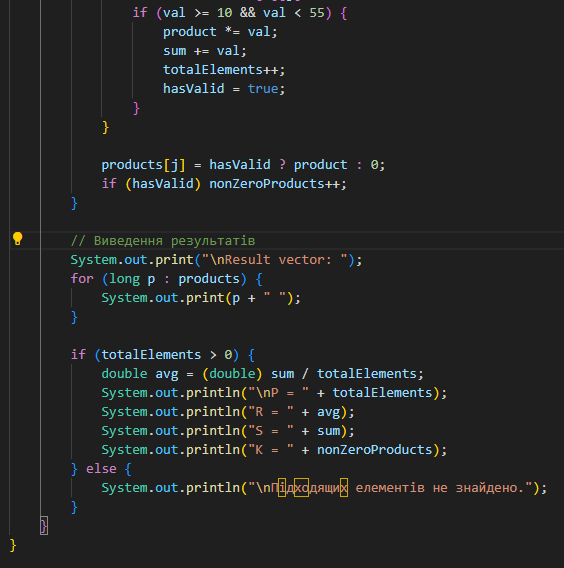 if (val >= 10 && val < 55) {
product *= val;
sum += val;
totalElements++;
hasValid = true;
}
}
products[j] = hasValid ? product : 0;
if (hasValid) nonZeroProducts++;
}
// Виведення результатів
System.out.print("\nResult vector: ");
for (long p : products) {
System.out.print(p + " ");
}
if (totalElements > 0) {
double avg = (double) sum / totalElements;
System.out.println("\nP = " + totalElements);
System.out.println("R = " + avg);
System.out.println("S = " + sum);
System.out.println("K = " + nonZeroProducts);
} else {
System.out.println("\nПідходящих елементів не знайдено.");
}
}
}